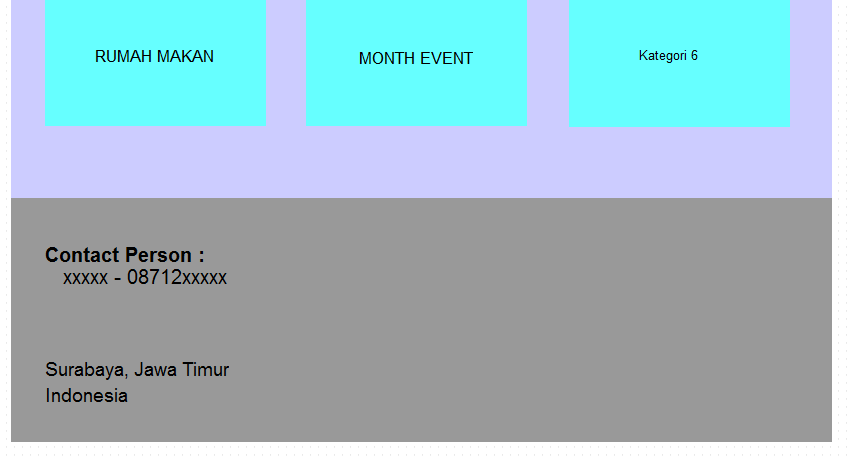 RUMAH MAKAN
MONTH EVENT
Kategori 6
Contact Person :
xxxxx - 08712xxxxx
Surabaya, Jawa Timur
Indonesia